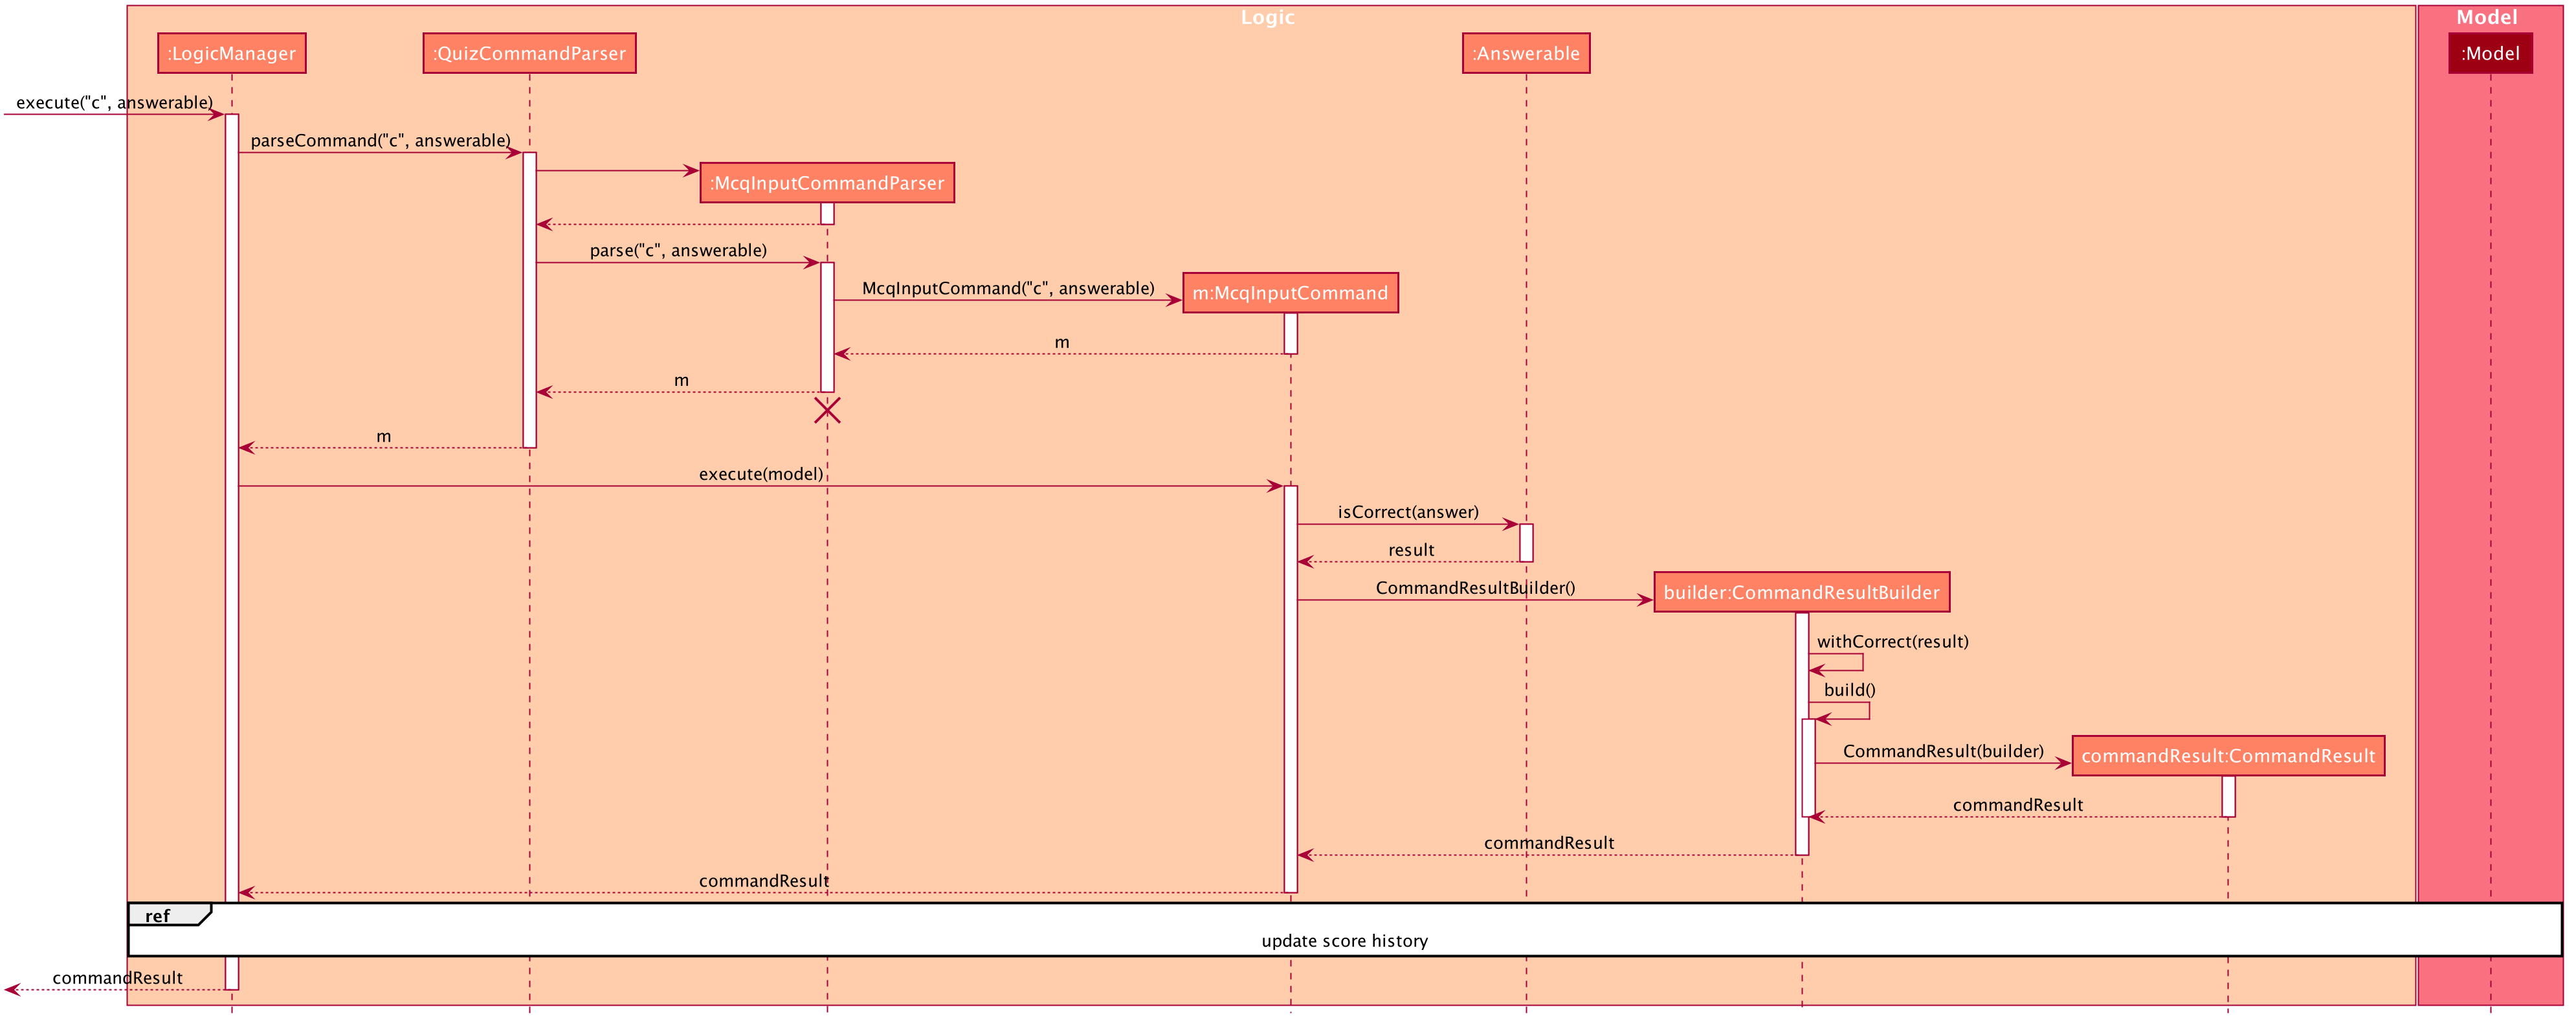 Logic
Model
:LogicManager
:QuizCommandParser
:Answerable
:Model
execute("c", answerable)
parseCommand("c", answerable)
:McqInputCommandParser
parse("c", answerable)
McqInputCommand("c", answerable)
m:McqInputCommand
m
m
m
execute(model)
isCorrect(answer)
result
CommandResultBuilder()
builder:CommandResultBuilder
withCorrect(result)
build()
CommandResult(builder)
commandResult:CommandResult
commandResult
commandResult
commandResult
ref
update score history
commandResult